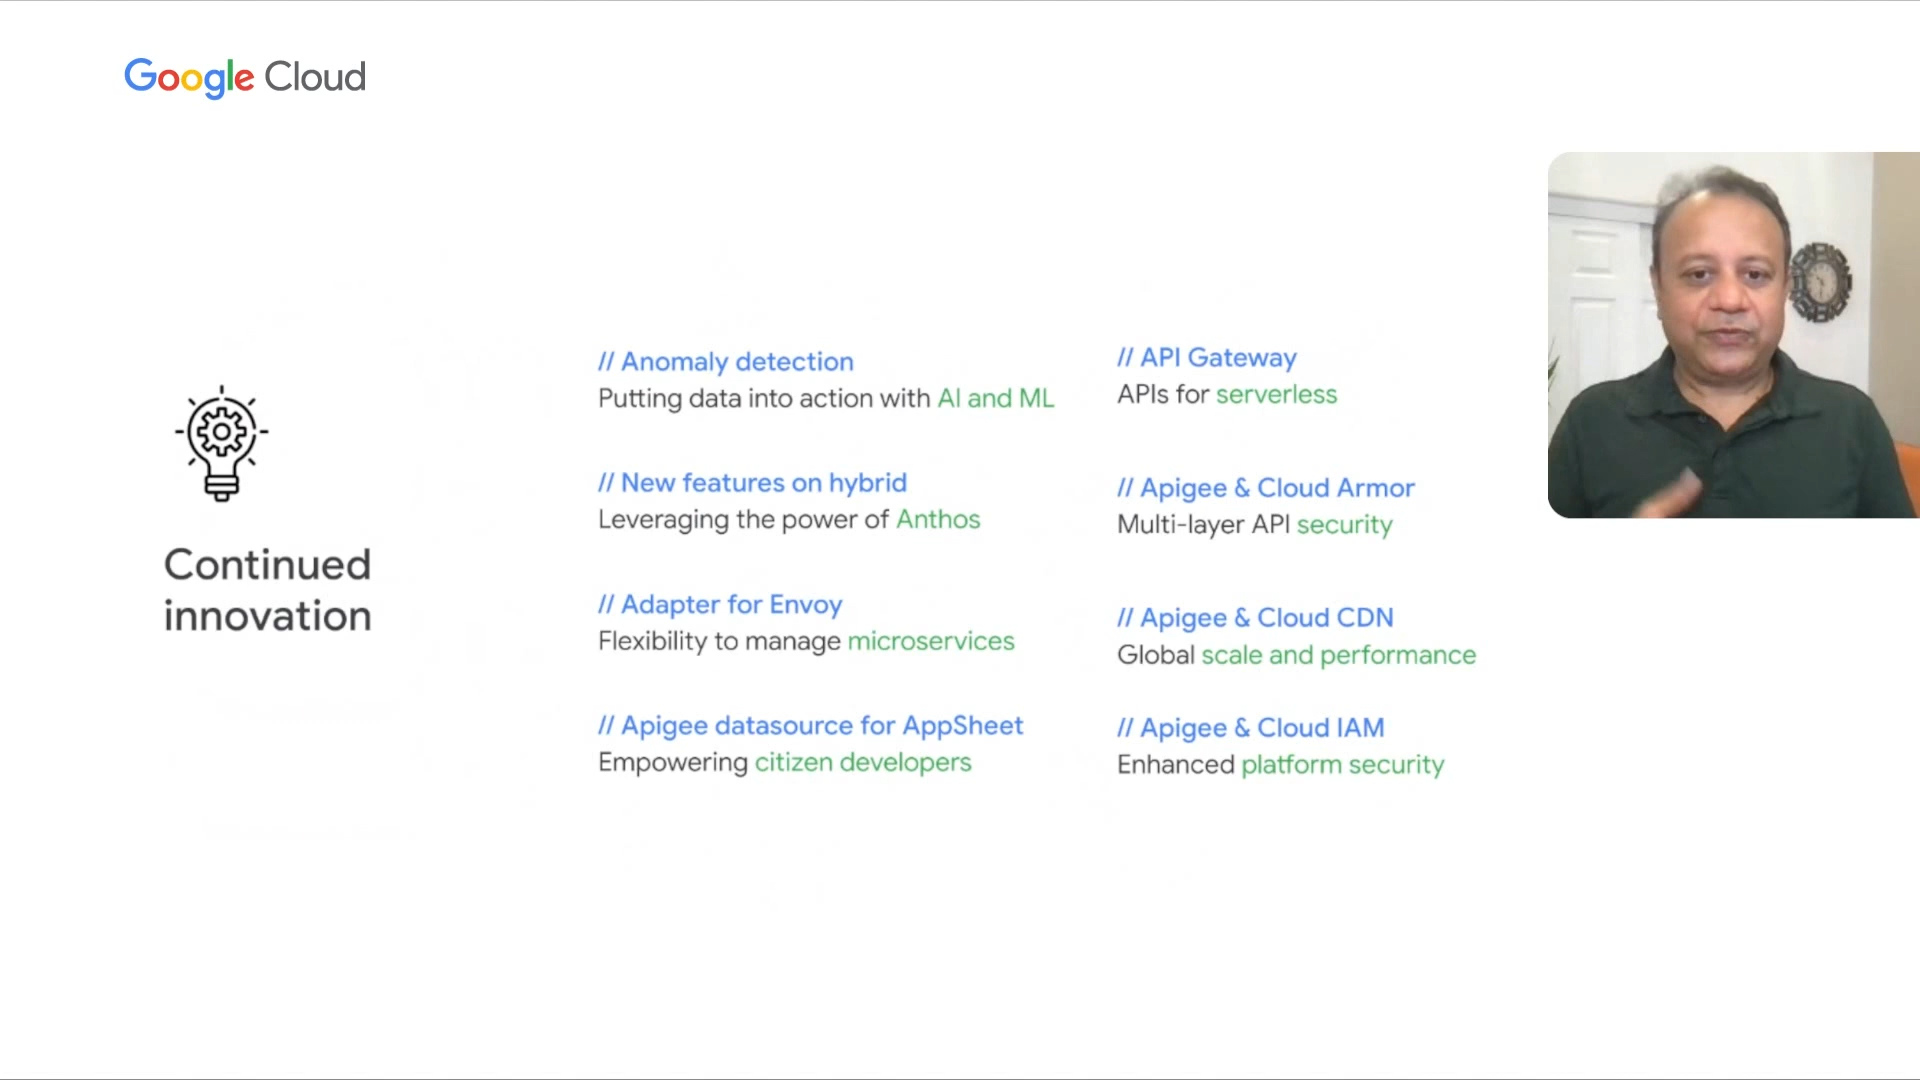 Google Cloud
Continued
innovation
// Anomaly detection
Putting data into action with AI and ML
// New features on hybrid
Leveraging the power of Anthos
// Adapter for Envoy
Flexibility to manage microservices
// Apigee datasource for AppSheet
Empowering citizen developers
// API Gateway
APIs for serverless
// Apigee & Cloud Armor
Multi-layer API security
// Apigee & Cloud CDN
Global scale and performance
// Apigee & Cloud IAM
Enhanced platform security